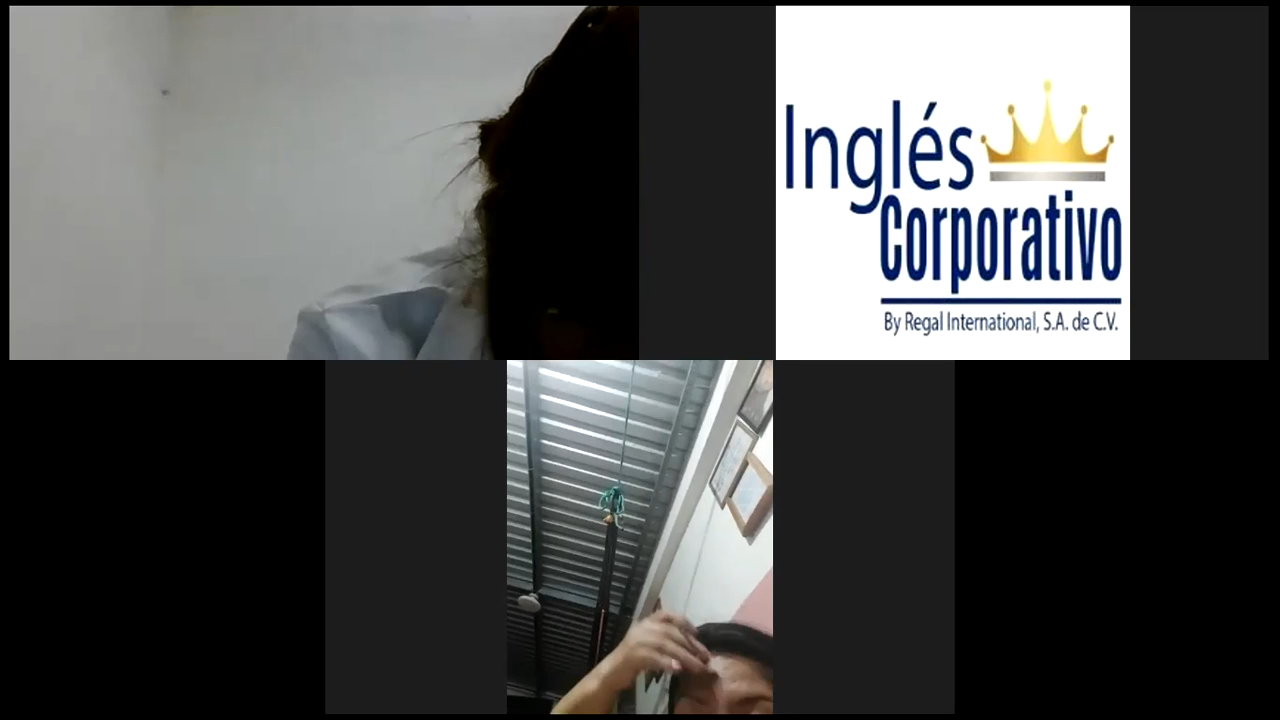 Inglés
Corporativo
By Regal International, S.A. de C.V.